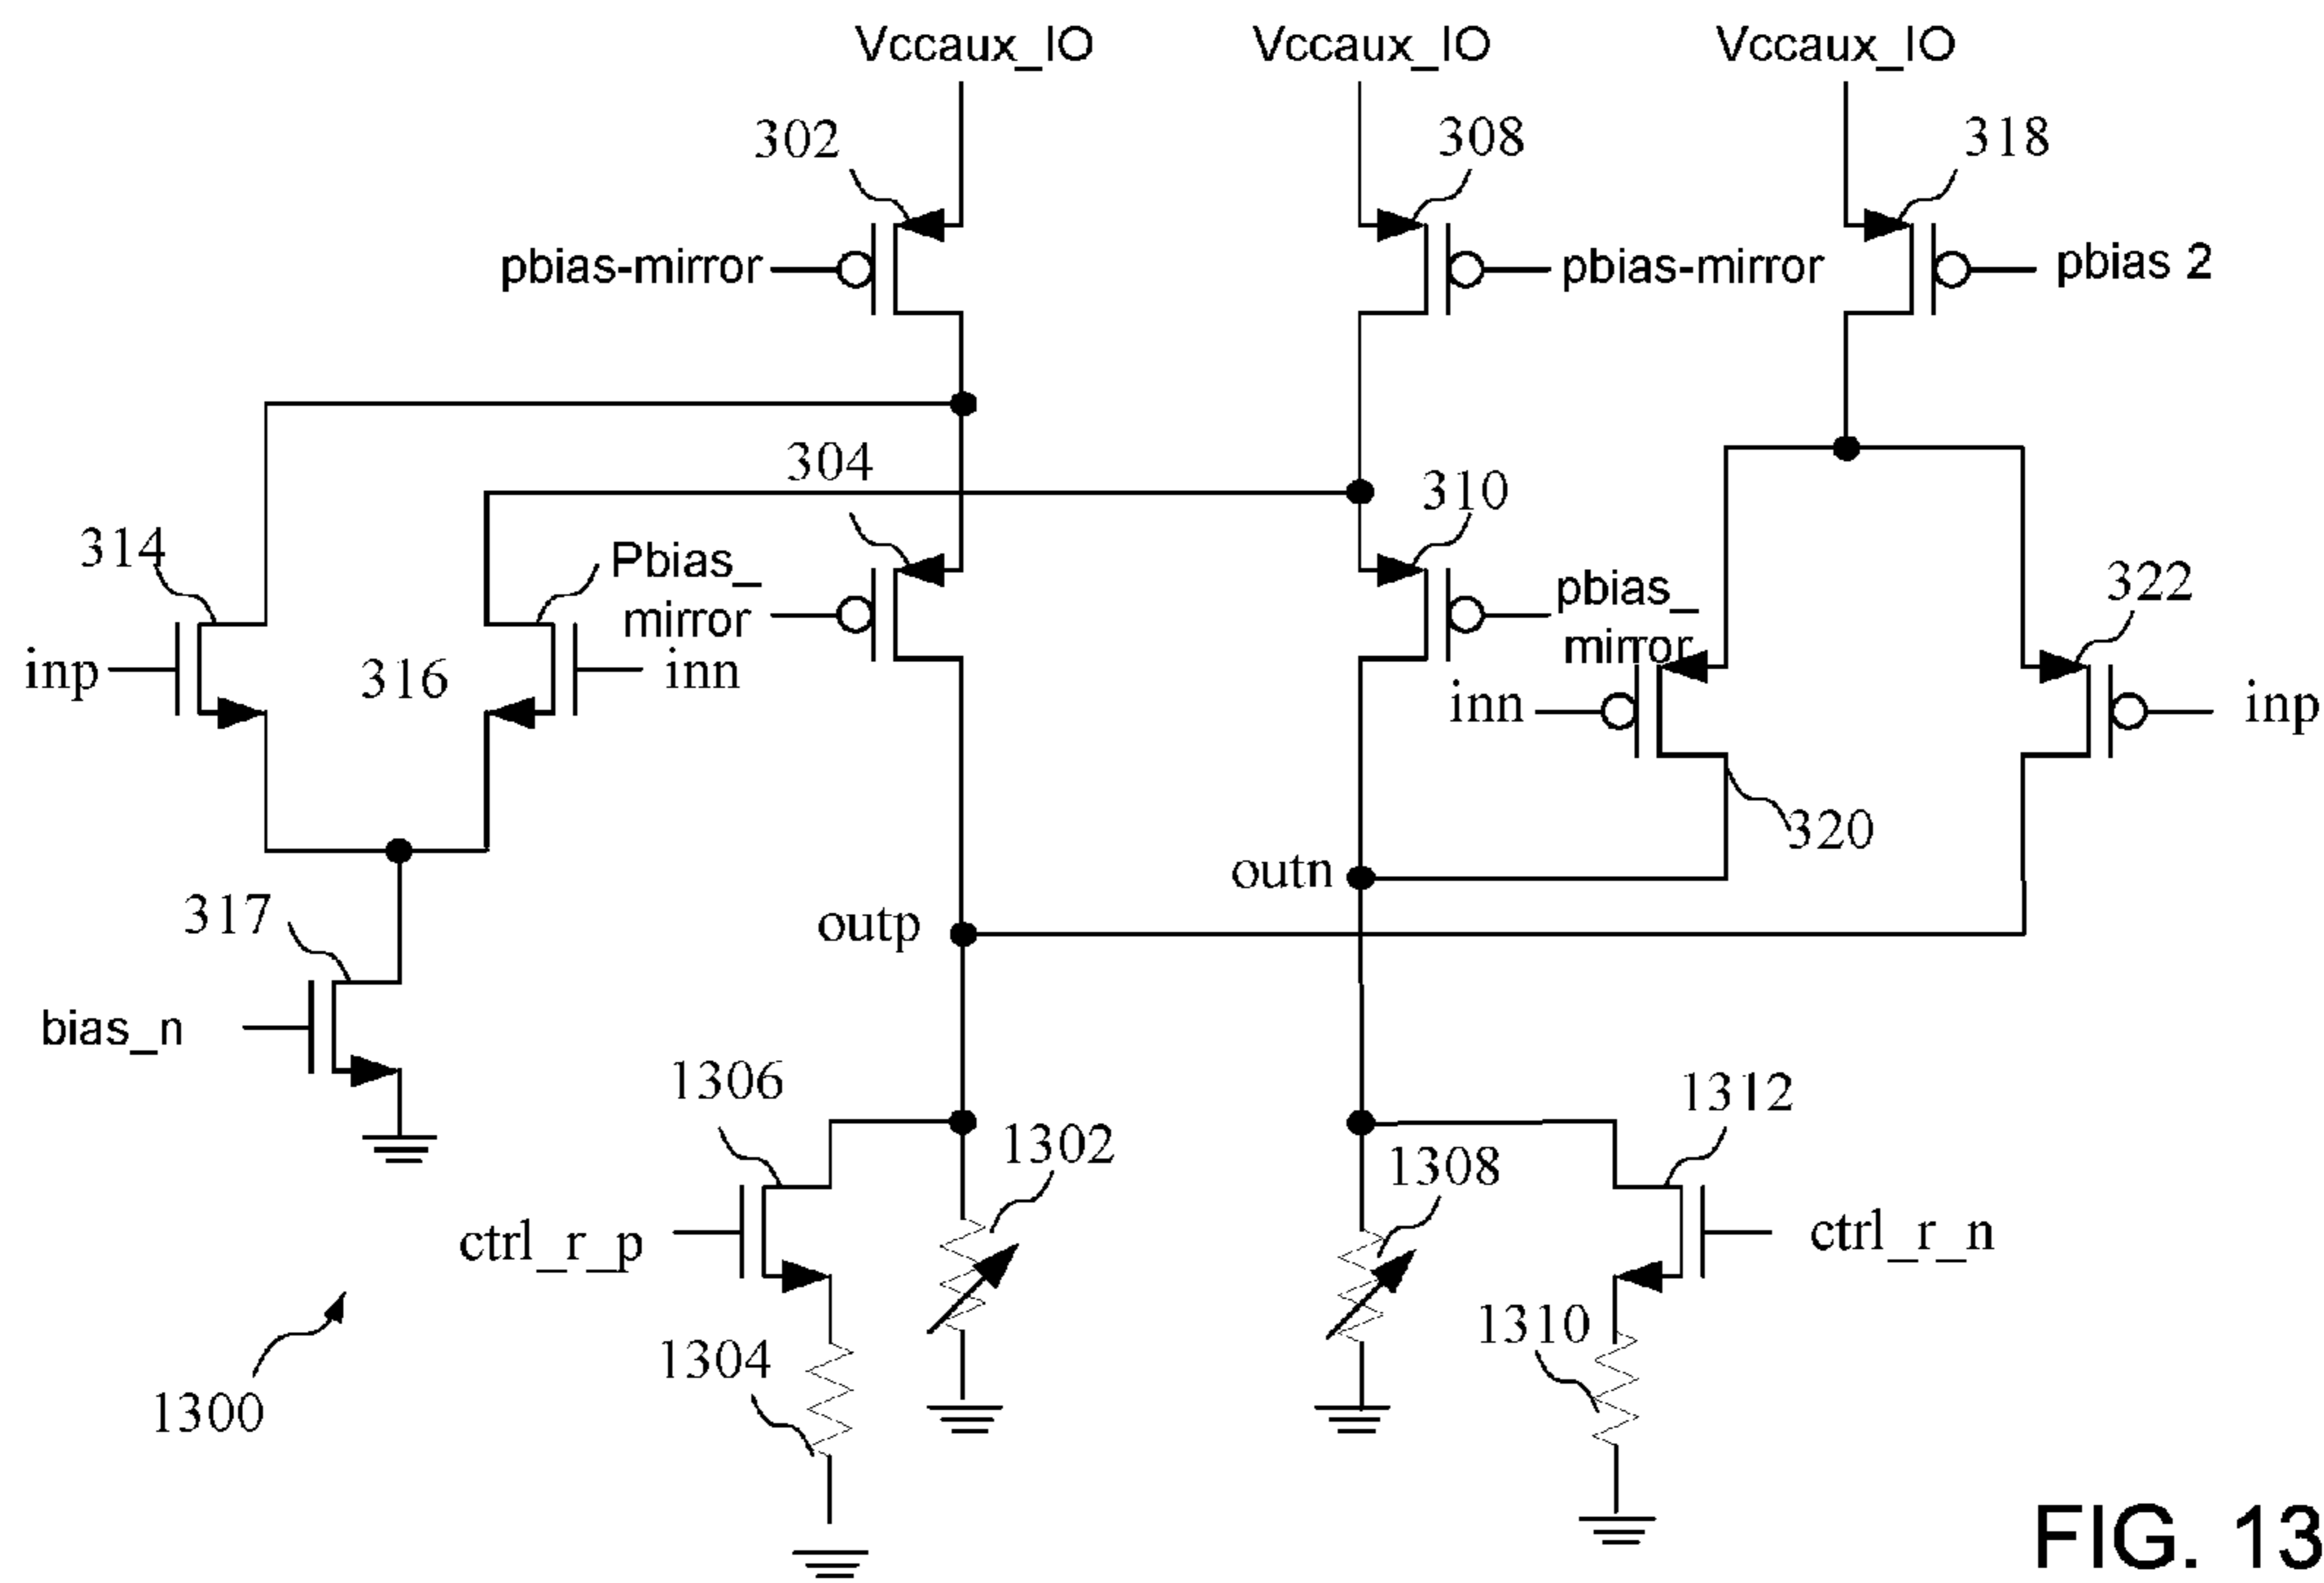 Vccaux_IO Vccaux_IO Vccaux_IO
302 308 318
pbias-mirror pbias-mirror pbias 2
304 310
314 Pbias_
mirror pbias_
mirror 322
inp 316 inn inn inp
320
outn
317 outp
bias_n
1306 1302 1308 1312
ctrl_r_p ctrl_r_n
1304 1310
1300
FIG. 13